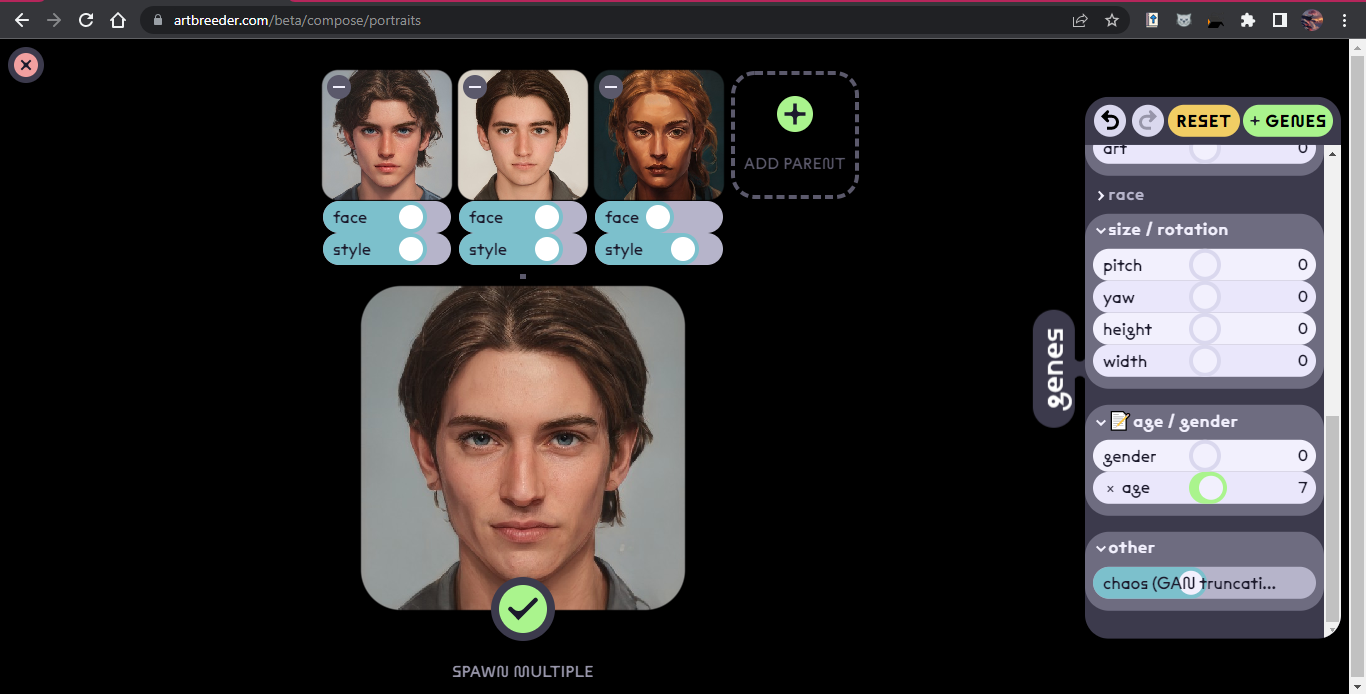 artbreeder.com/beta/compose/portraits
ADD PARENT
face
style
face
style
face
style
SPAWN MULTIPLE
genes
RESET
+ GENES
art 0
race
size / rotation
pitch 0
yaw 0
height 0
width 0
age / gender
gender 0
× age 7
other
chaos (GAN truncati...